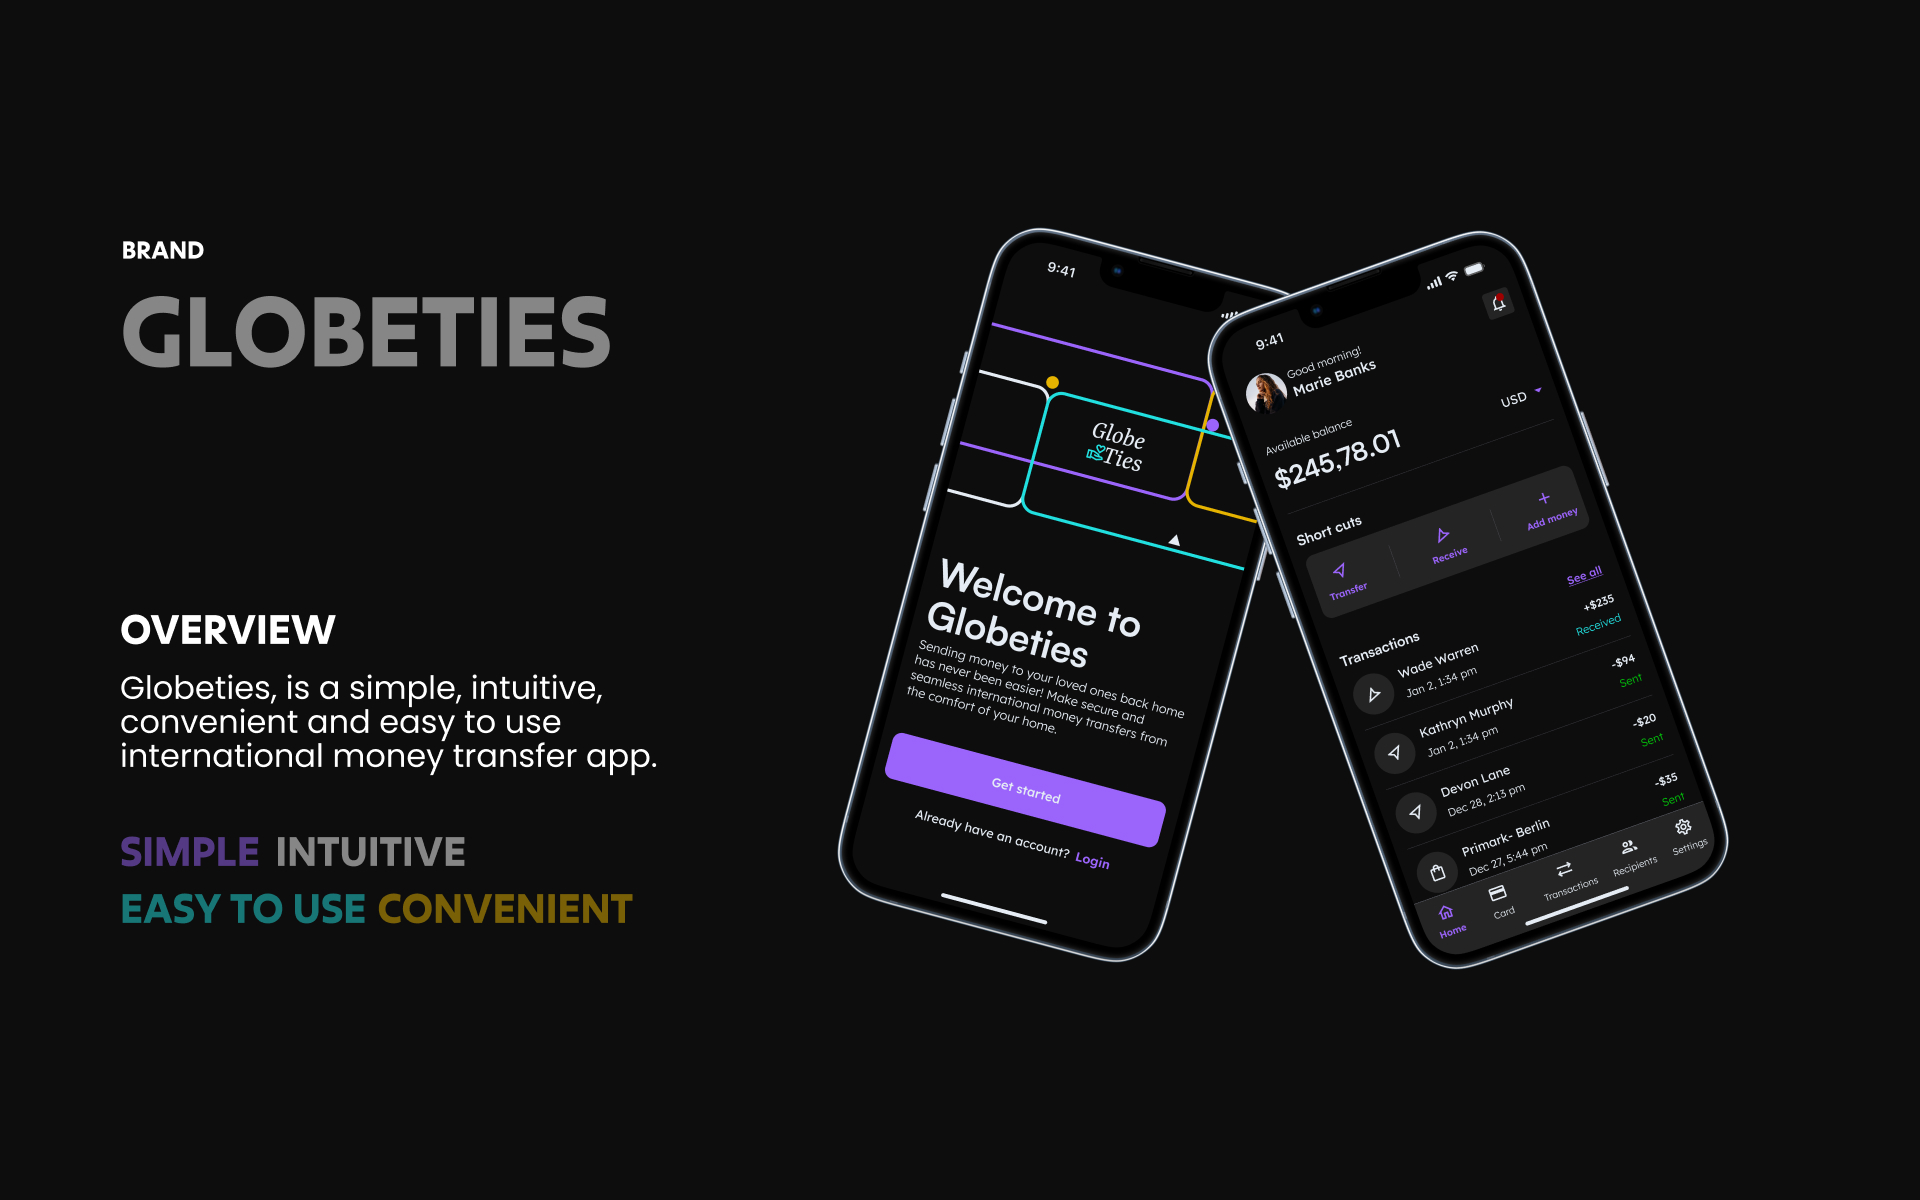 BRAND
GLOBETIES
OVERVIEW
Globeties, is a simple, intuitive,
convenient and easy to use
international money transfer app.
SIMPLE INTUITIVE
EASY TO USE CONVENIENT
9:41
Globe
Ties
Welcome to
Globeties
Sending money to your loved ones back home
has never been easier! Make secure and
seamless international money transfers from
the comfort of your home.
Get started
Already have an account? Login
9:41
Good morning!
Marie Banks
USD
Available balance
$245,78.01
Short cuts
Transfer
Receive
Add money
See all
Transactions
Wade Warren
+$235
Jan 2, 1:34 pm
Received
Kathryn Murphy
-$94
Jan 2, 1:34 pm
Sent
Devon Lane
-$20
Dec 28, 2:13 pm
Sent
Primark- Berlin
-$35
Dec 27, 5:44 pm
Sent
Home
Card
Transactions
Recipients
Settings